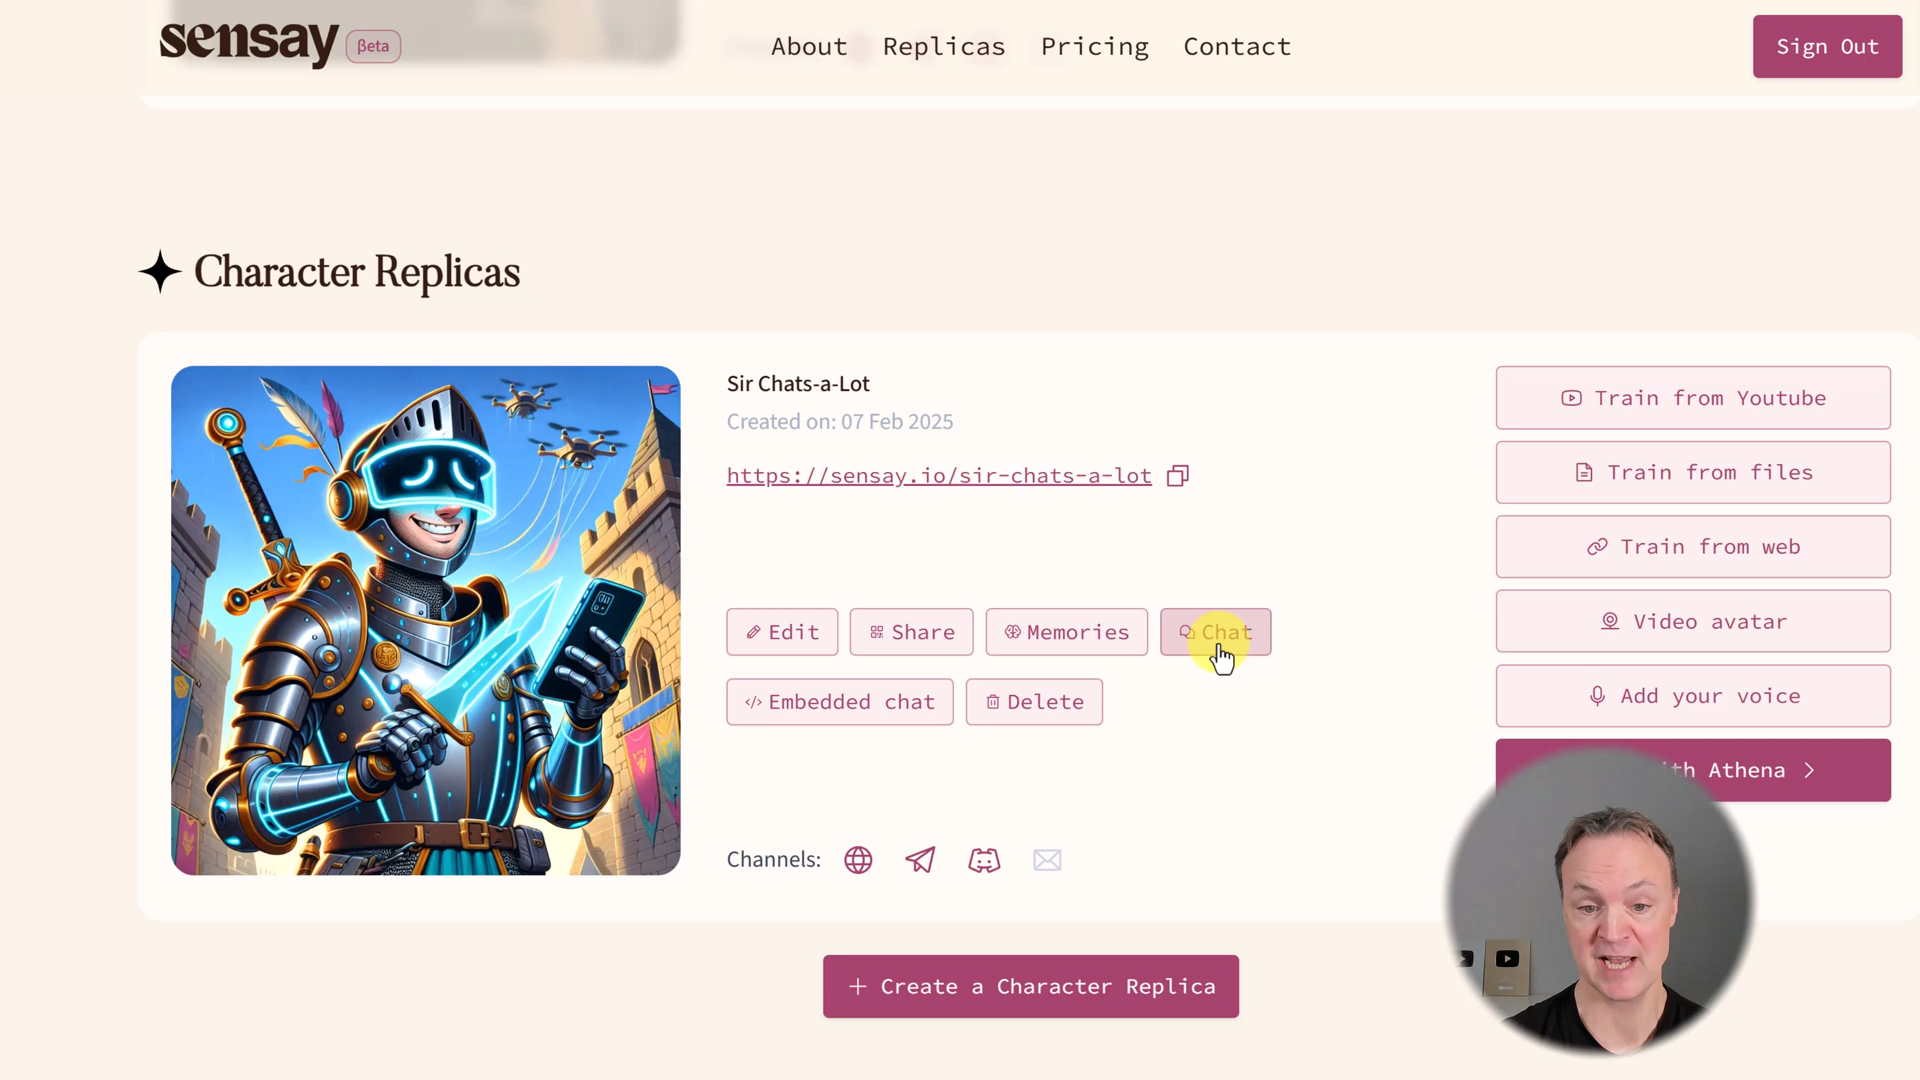 sensay βeta
About Replicas Pricing Contact
Sign Out
Character Replicas
Sir Chats-a-Lot
Created on: 07 Feb 2025
https://sensay.io/sir-chats-a-lot
Edit Share Memories Chat
Embedded chat Delete
Channels:
Train from Youtube
Train from files
Train from web
Video avatar
Add your voice
Athena
+ Create a Character Replica